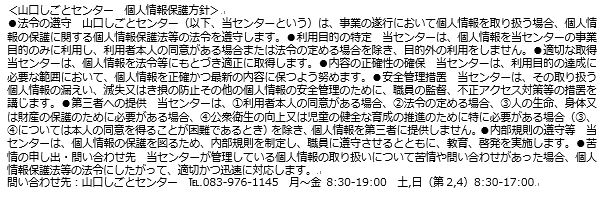 ＜山口しごとセンター　個人情報保護方針＞
●法令の遵守　山口しごとセンター（以下、当センターという）は、事業の遂行において個人情報を取り扱う場合、個人情
報の保護に関する個人情報保護法等の法令を遵守します。●利用目的の特定　当センターは、個人情報を当センターの事業
目的のみに利用し、利用者本人の同意がある場合または法令の定める場合を除き、目的外の利用をしません。●適切な取得
当センターは、個人情報を法令等にもとづき適正に取得します。●内容の正確性の確保　当センターは、利用目的の達成に
必要な範囲において、個人情報を正確かつ最新の内容に保つよう努めます。●安全管理措置　当センターは、その取り扱う
個人情報の漏えい、滅失又はき損の防止その他の個人情報の安全管理のために、職員の監督、不正アクセス対策等の措置を
講じます。●第三者への提供　当センターは、①利用者本人の同意がある場合、②法令の定める場合、③人の生命、身体又
は財産の保護のために必要がある場合、④公衆衛生の向上又は児童の健全な育成の推進のために特に必要がある場合（③、
④については本人の同意を得ることが困難であるとき）を除き、個人情報を第三者に提供しません。●内部規則の遵守等　当
センターは、個人情報の保護を図るため、内部規則を制定し、職員に遵守させるとともに、教育、啓発を実施します。●苦
情の申し出・問い合わせ先　当センターが管理している個人情報の取り扱いについて苦情や問い合わせがあった場合、個人情
報保護法等の法令にしたがって、適切かつ迅速に対応します。
問い合わせ先：山口しごとセンター　℡083-976-1145　月～金 8:30-19:00　土,日（第 2,4）8:30-17:00